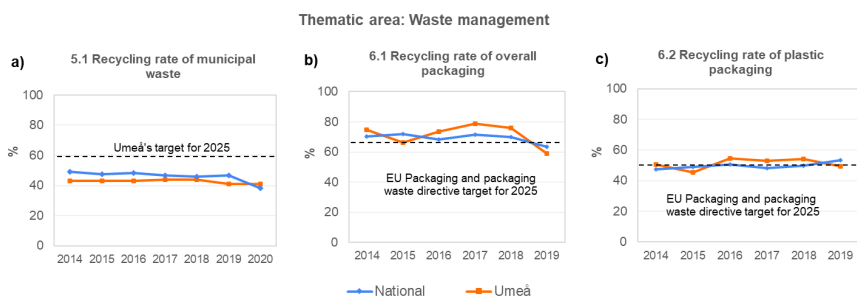 Thematic area: Waste management
a)
5.1 Recycling rate of municipal
waste
100
80
60
40
20
0
%
Umeå's target for 2025
2014 2015 2016 2017 2018 2019 2020
b)
6.1 Recycling rate of overall
packaging
100
80
60
40
20
0
%
EU Packaging and packaging
waste directive target for 2025
2014 2015 2016 2017 2018 2019
c)
6.2 Recycling rate of plastic
packaging
100
80
60
40
20
0
%
EU Packaging and packaging
waste directive target for 2025
2014 2015 2016 2017 2018 2019
National Umeå